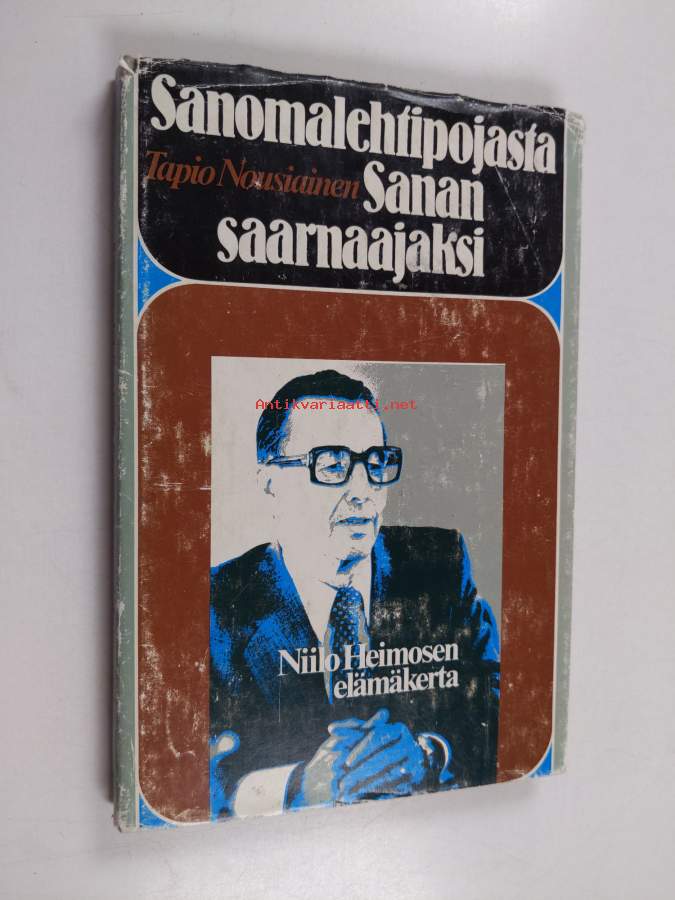 Sanomalehtipojasta
Tapio Nousiainen Sanan
saarnaajaksi
Antikvariaatti.net
Niilo Heimosen
elämäkerta